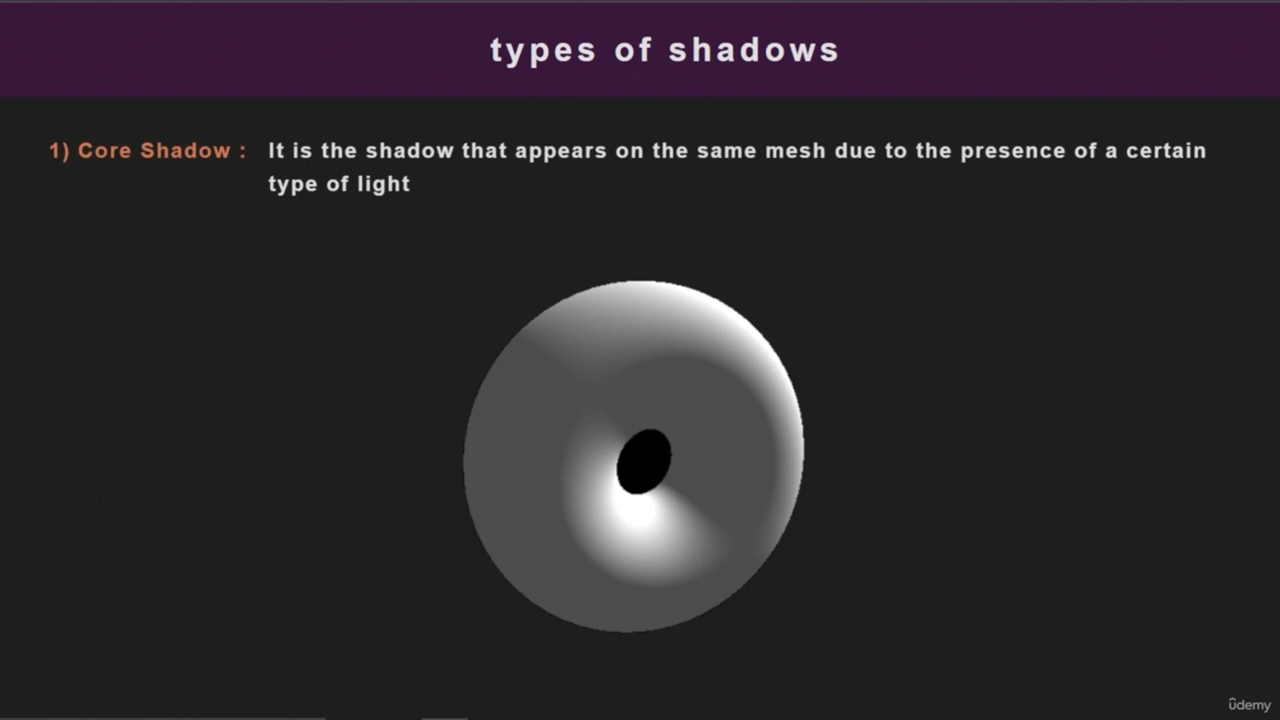 types of shadows
1) Core Shadow : It is the shadow that appears on the same mesh due to the presence of a certain
type of light
ûdemy